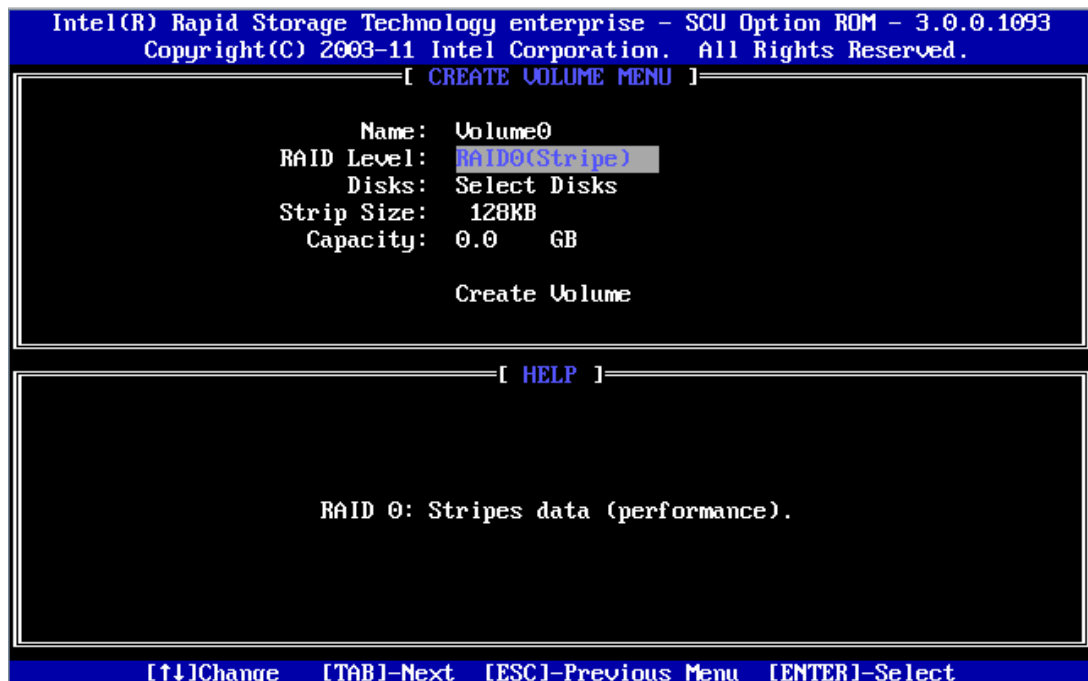 Intel(R) Rapid Storage Technology enterprise - SCU Option ROM - 3.0.0.1093
Copyright(C) 2003-11 Intel Corporation. All Rights Reserved.
[ CREATE VOLUME MENU ]
Name: Volume0
RAID Level: RAID0(Stripe)
Disks: Select Disks
Strip Size: 128KB
Capacity: 0.0 GB
Create Volume
[ HELP ]
RAID 0: Stripes data (performance).
[↑↓]Change [TAB]-Next [ESC]-Previous Menu [ENTER]-Select